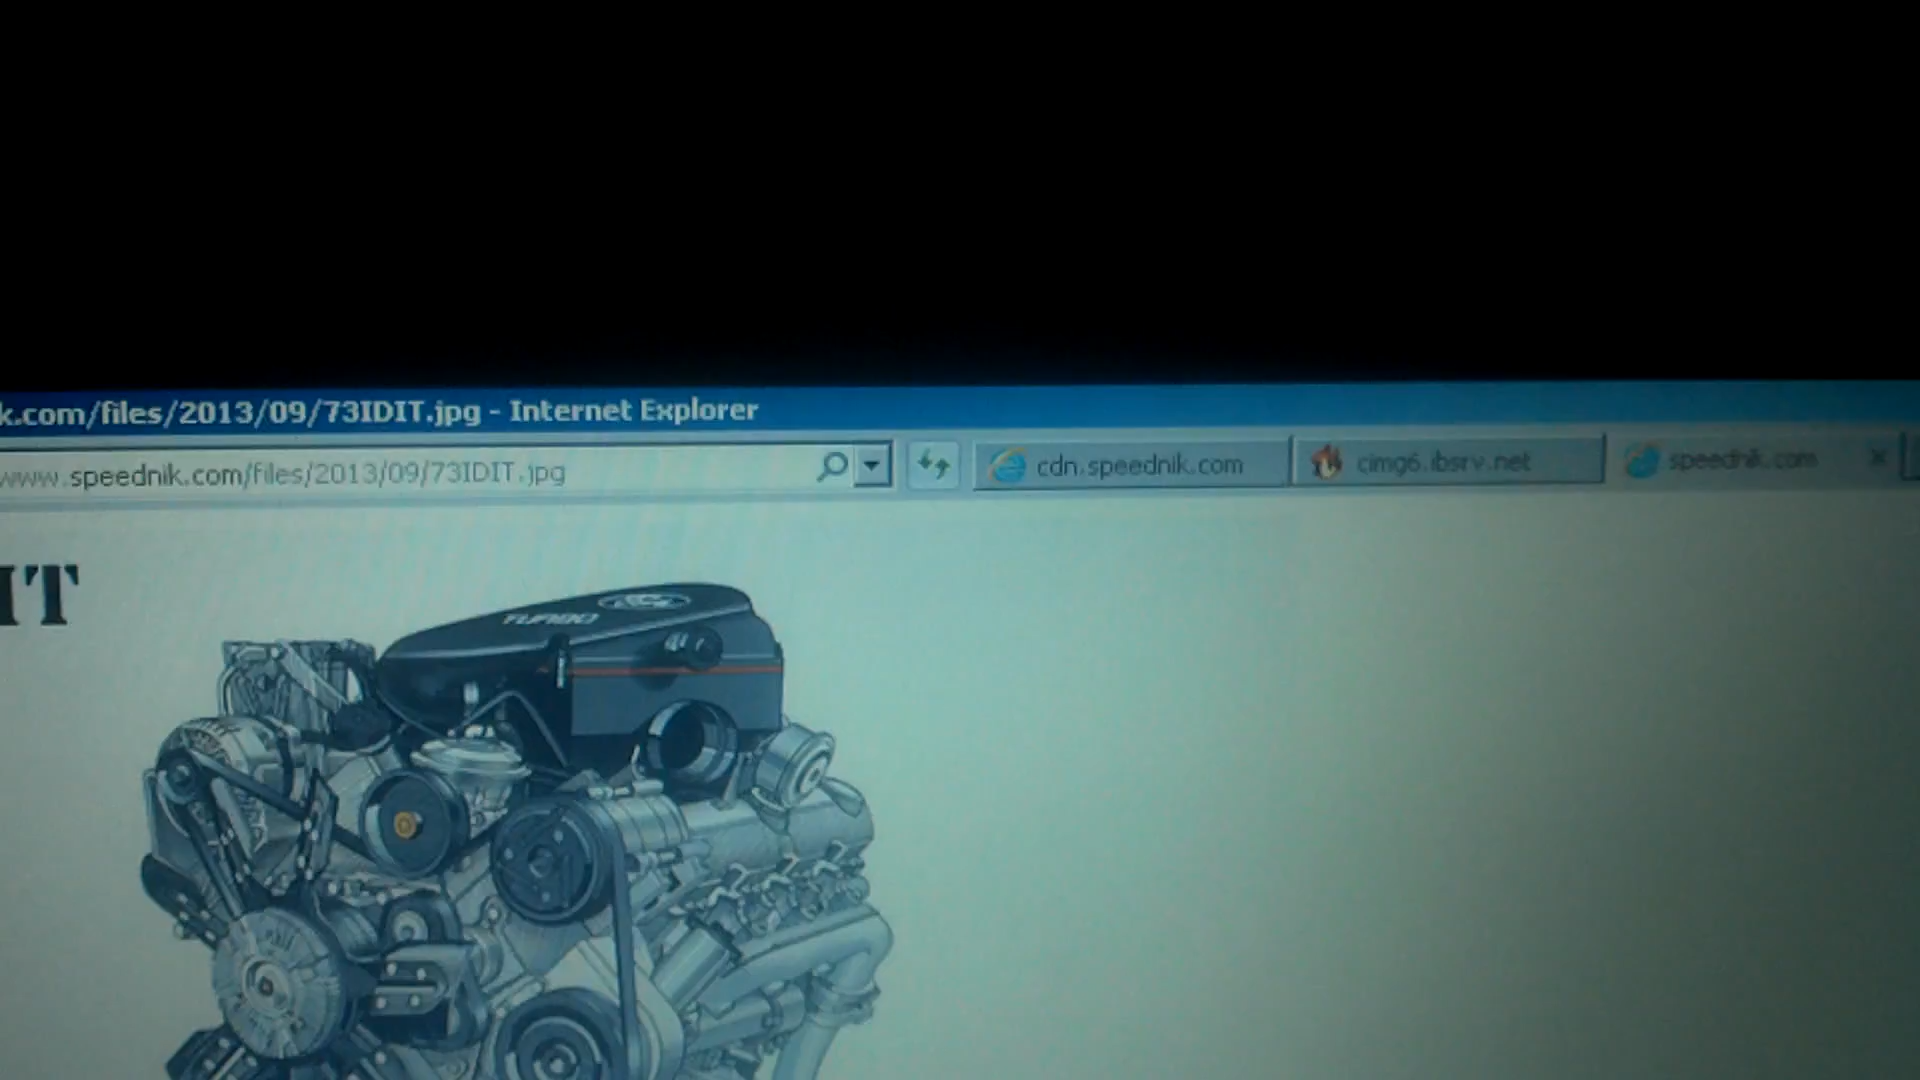 k.com/files/2013/09/73IDIT.jpg - Internet Explorer
www.speednik.com/files/2013/09/73IDIT.jpg
cdn.speednik.com
cimg6.ibsrv.net
speednik.com
IT
TURBO